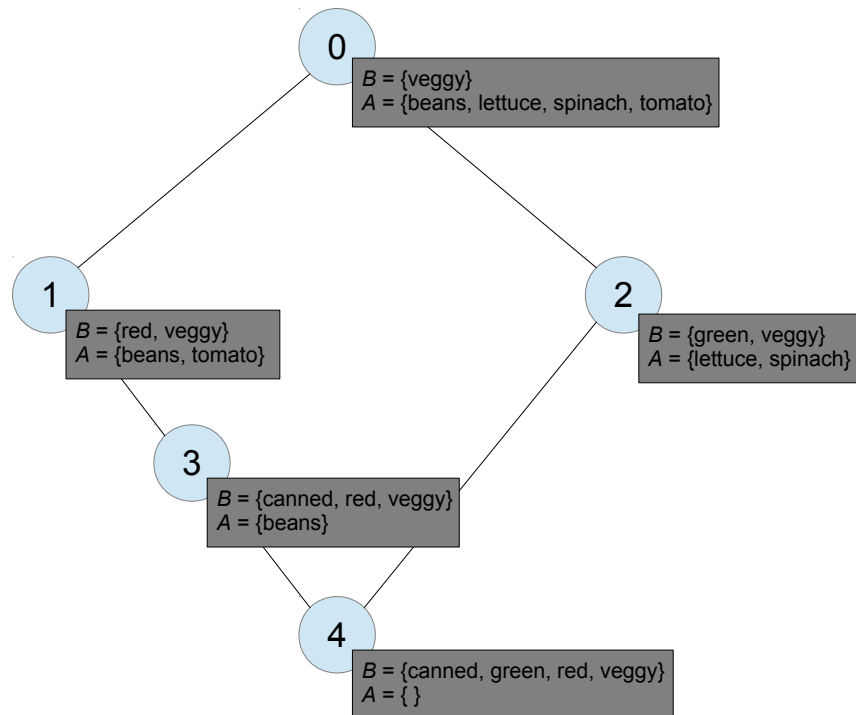 0
B = {veggy}
A = {beans, lettuce, spinach, tomato}
1
B = {red, veggy}
A = {beans, tomato}
2
B = {green, veggy}
A = {lettuce, spinach}
3
B = {canned, red, veggy}
A = {beans}
4
B = {canned, green, red, veggy}
A = { }